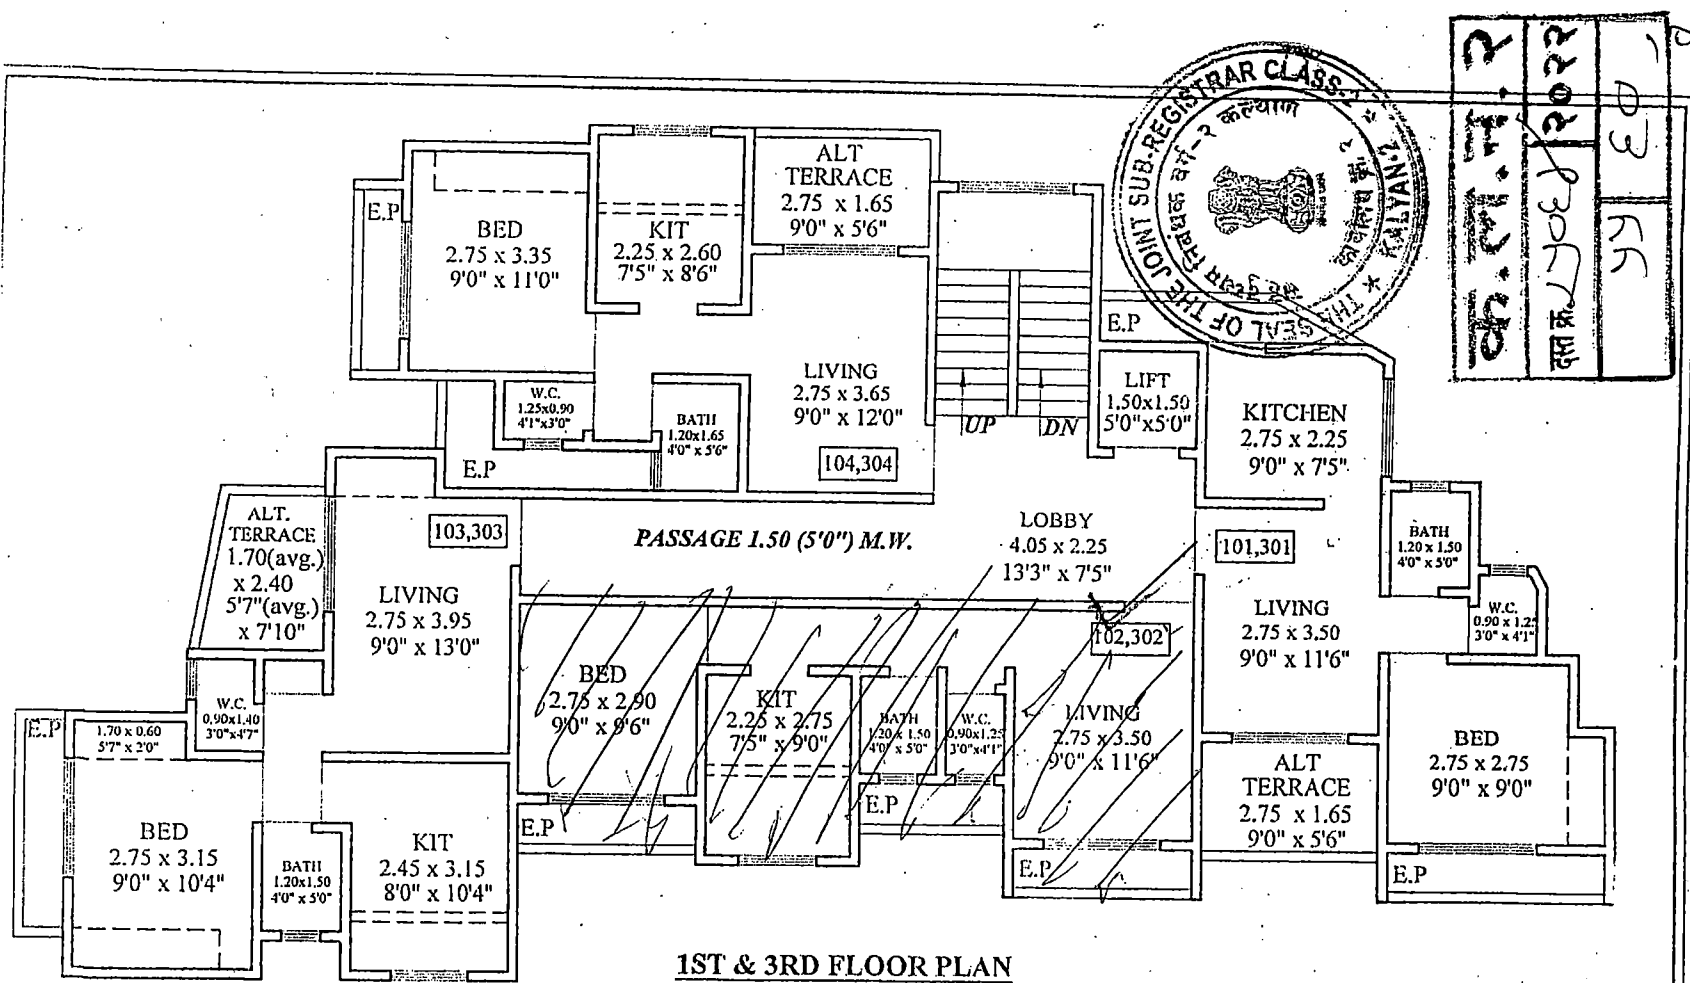 THE JOINT SUB-REGISTRAR CLASS-2
* KALYAN-2 *
SEAL OF
क.ल.न.२
दस्त क्र.
२०२२
E.P
BED
2.75 x 3.35
9'0" x 11'0"
KIT
2.25 x 2.60
7'5" x 8'6"
ALT
TERRACE
2.75 x 1.65
9'0" x 5'6"
LIVING
2.75 x 3.65
9'0" x 12'0"
104,304
W.C.
1.25x0.90
4'1"x3'0"
BATH
1.20x1.65
4'0" x 5'6"
E.P
UP
DN
E.P
LIFT
1.50x1.50
5'0"x5'0"
KITCHEN
2.75 x 2.25
9'0" x 7'5"
ALT.
TERRACE
1.70(avg.)
x 2.40
5'7"(avg.)
x 7'10"
103,303
LIVING
2.75 x 3.95
9'0" x 13'0"
PASSAGE 1.50 (5'0") M.W.
LOBBY
4.05 x 2.25
13'3" x 7'5"
101,301
LIVING
2.75 x 3.50
9'0" x 11'6"
BATH
1.20 x 1.50
4'0" x 5'0"
W.C.
0.90 x 1.25
3'0" x 4'1"
102,302
BED
2.75 x 2.90
9'0" x 9'6"
KIT
2.25 x 2.75
7'5" x 9'0"
BATH
1.20 x 1.50
4'0" x 5'0"
W.C.
0.90x1.25
3'0"x4'1"
LIVING
2.75 x 3.50
9'0" x 11'6"
E.P
E.P
E.P
ALT
TERRACE
2.75 x 1.65
9'0" x 5'6"
BED
2.75 x 2.75
9'0" x 9'0"
E.P
E.P
1.70 x 0.60
5'7" x 2'0"
W.C.
0.90x1.40
3'0"x4'7"
BED
2.75 x 3.15
9'0" x 10'4"
BATH
1.20x1.50
4'0" x 5'0"
KIT
2.45 x 3.15
8'0" x 10'4"
1ST & 3RD FLOOR PLAN